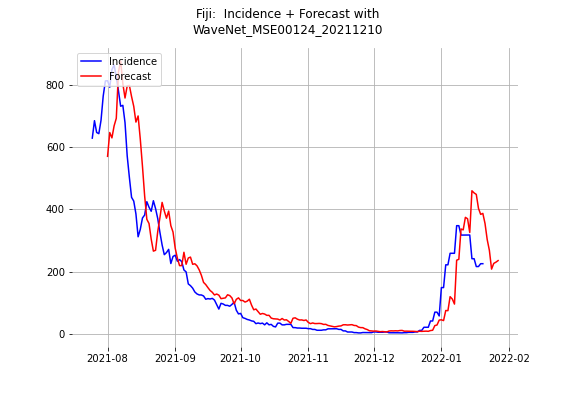 Fiji:  Incidence + Forecast with
WaveNet_MSE00124_20211210
Incidence
Forecast
800
600
400
200
0
2021-08 2021-09 2021-10 2021-11 2021-12 2022-01 2022-02